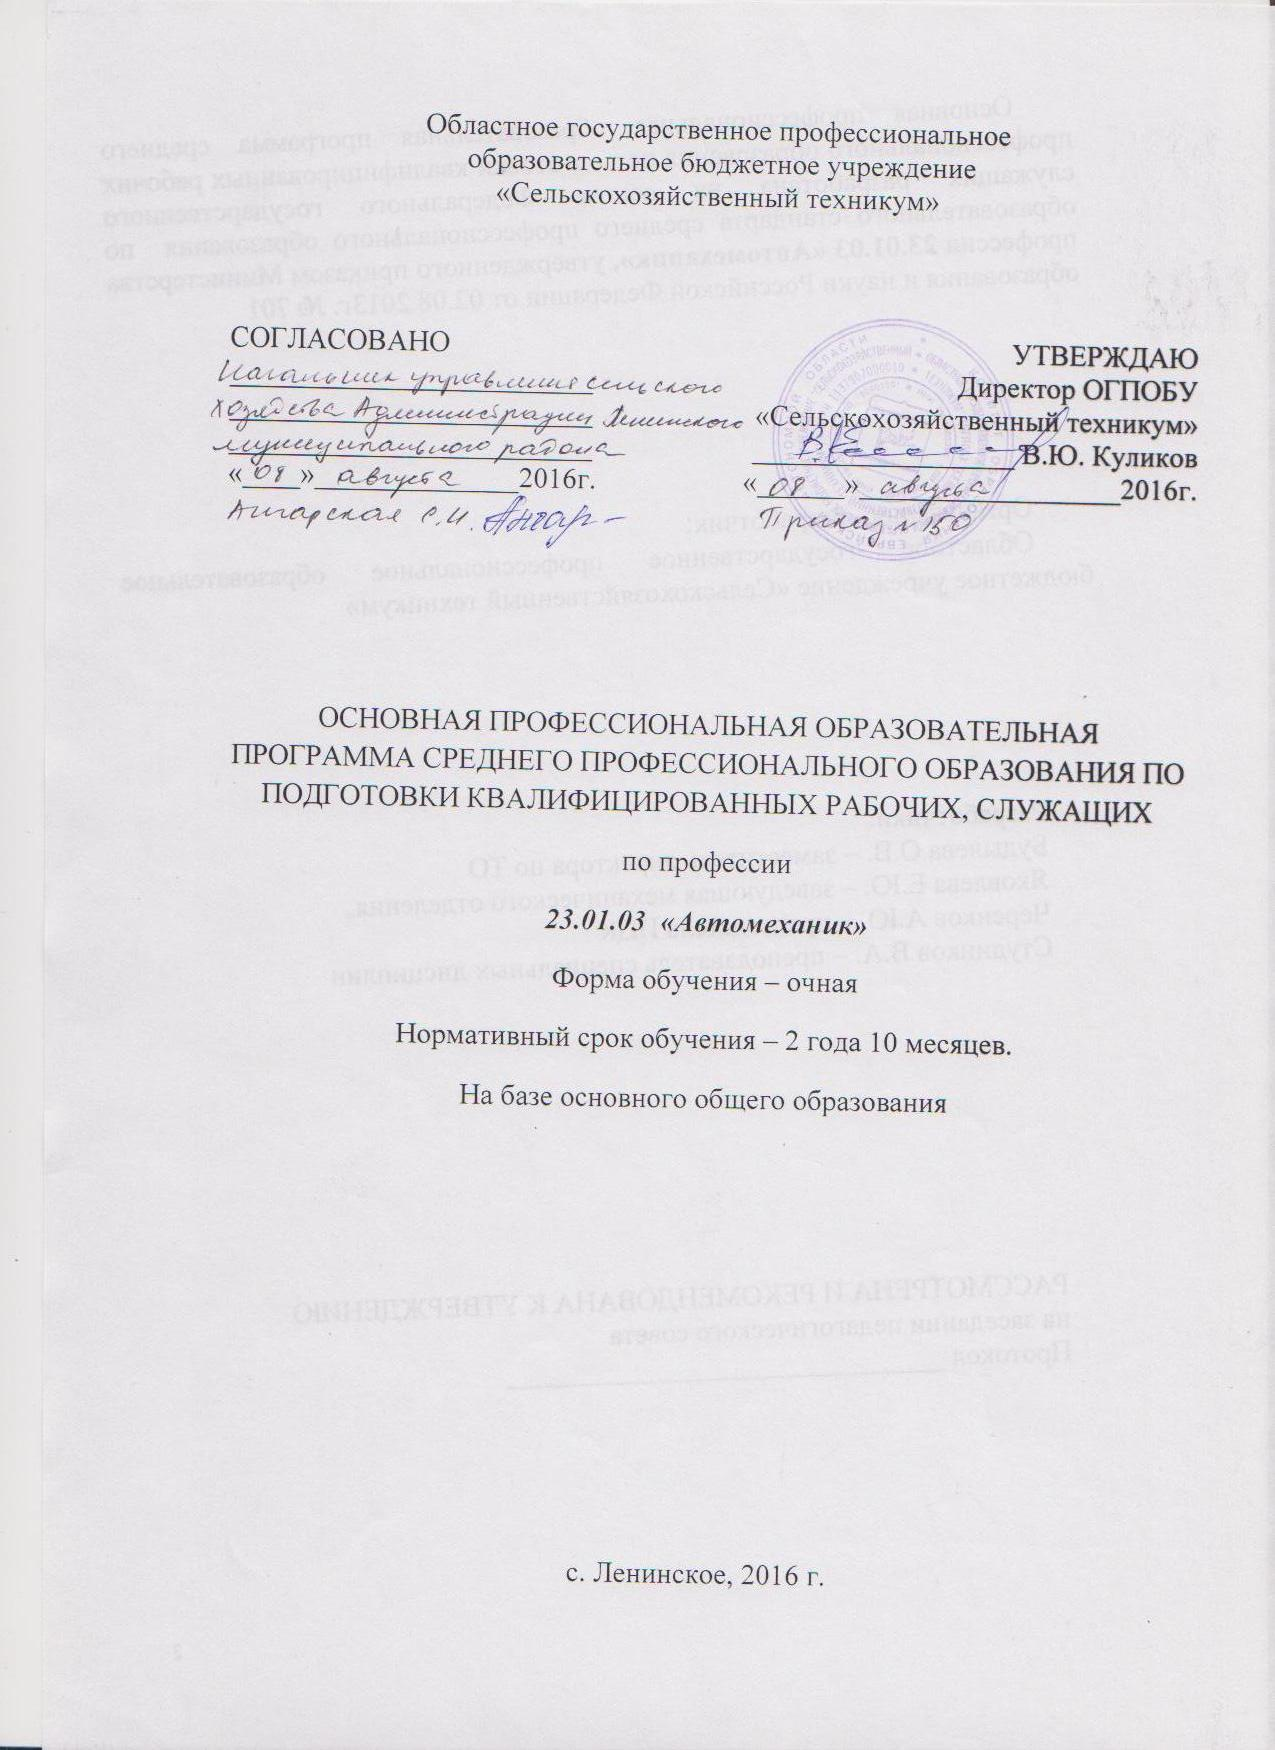 Областное государственное профессиональное
образовательное бюджетное учреждение
«Сельскохозяйственный техникум»
СОГЛАСОВАНО
Начальник управления сельского
хозяйства Администрации Ленинского
муниципального района
«08» августа 2016г.
Ангарская С.И. Ангар
УТВЕРЖДАЮ
Директор ОГПОБУ
«Сельскохозяйственный техникум»
В.Ю. Куликов
«08» августа 2016г.
Приказ №150
ОСНОВНАЯ ПРОФЕССИОНАЛЬНАЯ ОБРАЗОВАТЕЛЬНАЯ
ПРОГРАММА СРЕДНЕГО ПРОФЕССИОНАЛЬНОГО ОБРАЗОВАНИЯ ПО
ПОДГОТОВКИ КВАЛИФИЦИРОВАННЫХ РАБОЧИХ, СЛУЖАЩИХ
по профессии
23.01.03 «Автомеханик»
Форма обучения – очная
Нормативный срок обучения – 2 года 10 месяцев.
На базе основного общего образования
с. Ленинское, 2016 г.